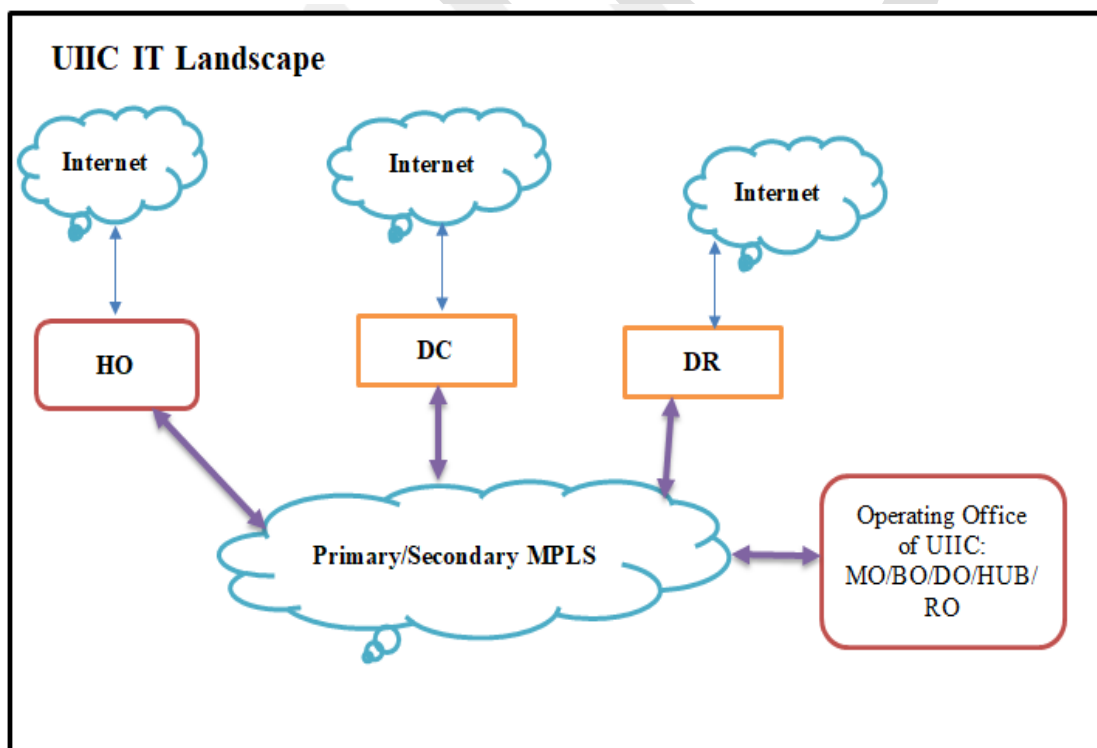 UIIC IT Landscape
Internet
Internet
Internet
HO
DC
DR
Primary/Secondary MPLS
Operating Office
of UIIC:
MO/BO/DO/HUB/
RO